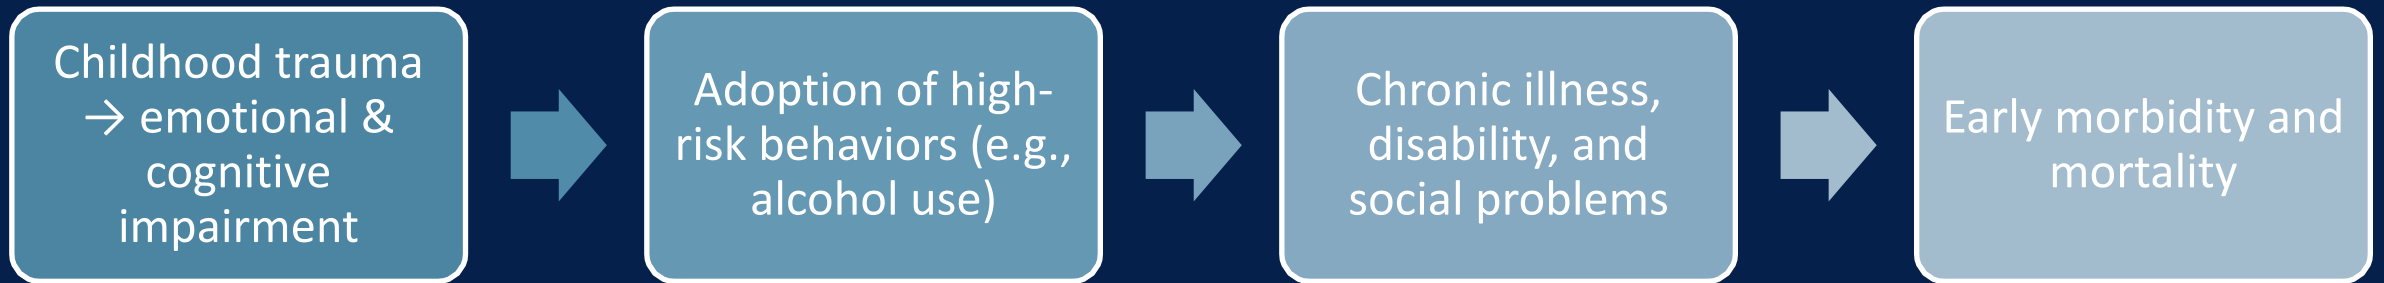 Childhood trauma
→ emotional &
cognitive
impairment
Adoption of high-
risk behaviors (e.g.,
alcohol use)
Chronic illness,
disability, and
social problems
Early morbidity and
mortality